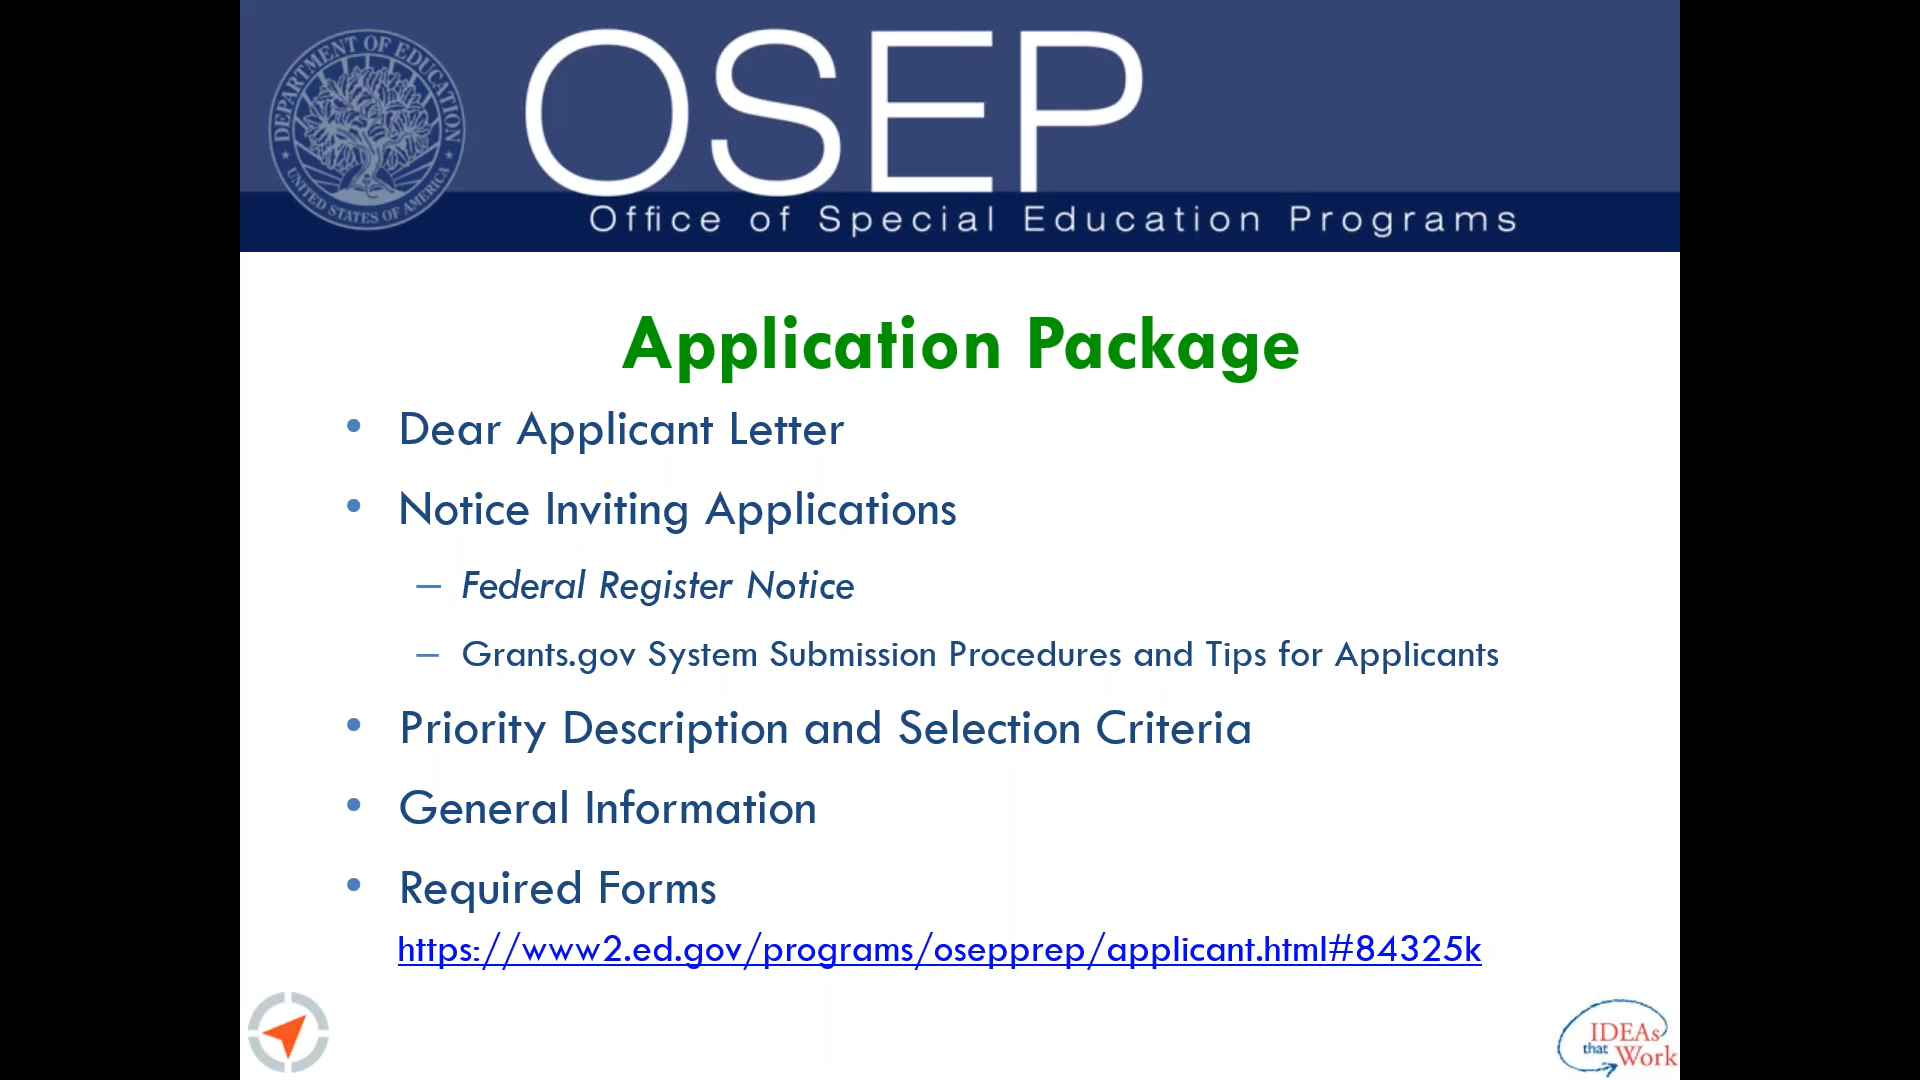 DEPARTMENT OF EDUCATION
UNITED STATES OF AMERICA
OSEP
Office of Special Education Programs
Application Package
• Dear Applicant Letter
• Notice Inviting Applications
– Federal Register Notice
– Grants.gov System Submission Procedures and Tips for Applicants
• Priority Description and Selection Criteria
• General Information
• Required Forms
https://www2.ed.gov/programs/osepprep/applicant.html#84325k
IDEAs
that Work